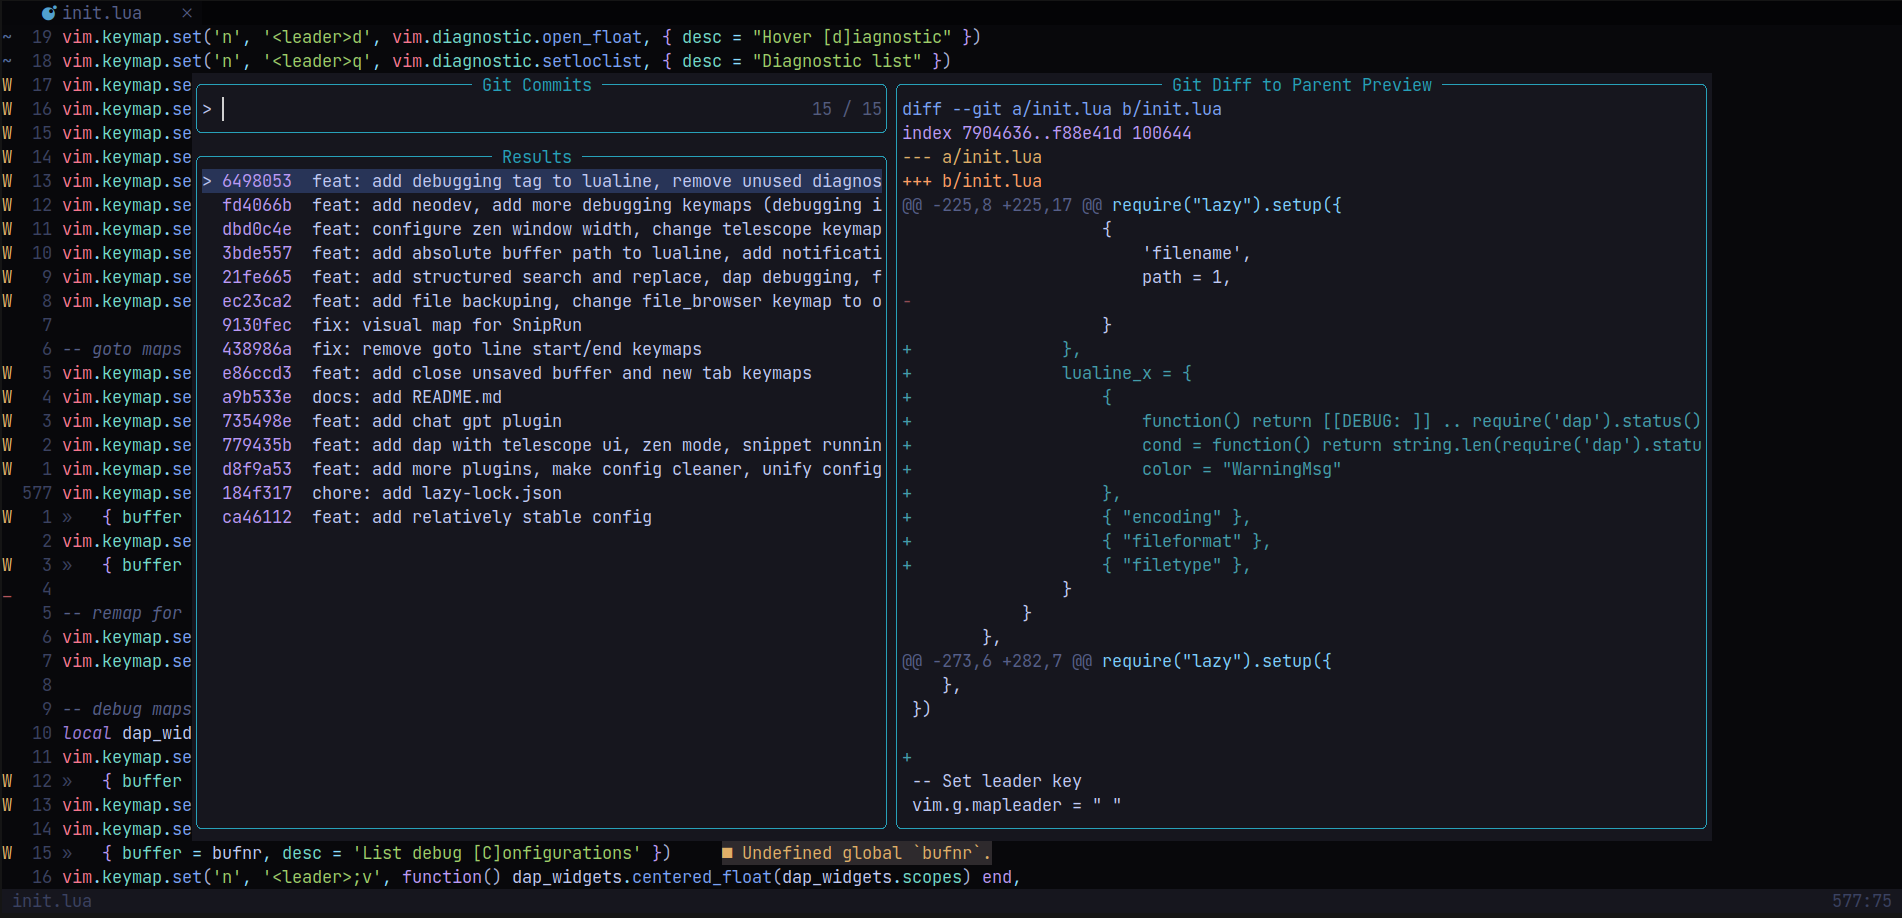 init.lua ×
~ 19 vim.keymap.set('n', '<leader>d', vim.diagnostic.open_float, { desc = "Hover [d]iagnostic" })
~ 18 vim.keymap.set('n', '<leader>q', vim.diagnostic.setloclist, { desc = "Diagnostic list" })
W 17 vim.keymap.se
W 16 vim.keymap.se
W 15 vim.keymap.se
W 14 vim.keymap.se
W 13 vim.keymap.se
W 12 vim.keymap.se
W 11 vim.keymap.se
W 10 vim.keymap.se
W 9 vim.keymap.se
W 8 vim.keymap.se
7
6 -- goto maps
W 5 vim.keymap.se
W 4 vim.keymap.se
W 3 vim.keymap.se
W 2 vim.keymap.se
W 1 vim.keymap.se
577 vim.keymap.se
W 1 » { buffer
2 vim.keymap.se
W 3 » { buffer
_ 4
5 -- remap for
6 vim.keymap.se
7 vim.keymap.se
8
9 -- debug maps
10 local dap_wid
11 vim.keymap.se
W 12 » { buffer
W 13 vim.keymap.se
14 vim.keymap.se
W 15 » { buffer = bufnr, desc = 'List debug [C]onfigurations' }) ■ Undefined global `bufnr`.
16 vim.keymap.set('n', '<leader>;v', function() dap_widgets.centered_float(dap_widgets.scopes) end,
Git Commits
> 15 / 15
Results
> 6498053 feat: add debugging tag to lualine, remove unused diagnos
fd4066b feat: add neodev, add more debugging keymaps (debugging i
dbd0c4e feat: configure zen window width, change telescope keymap
3bde557 feat: add absolute buffer path to lualine, add notificati
21fe665 feat: add structured search and replace, dap debugging, f
ec23ca2 feat: add file backuping, change file_browser keymap to o
9130fec fix: visual map for SnipRun
438986a fix: remove goto line start/end keymaps
e86ccd3 feat: add close unsaved buffer and new tab keymaps
a9b533e docs: add README.md
735498e feat: add chat gpt plugin
779435b feat: add dap with telescope ui, zen mode, snippet runnin
d8f9a53 feat: add more plugins, make config cleaner, unify config
184f317 chore: add lazy-lock.json
ca46112 feat: add relatively stable config
Git Diff to Parent Preview
diff --git a/init.lua b/init.lua
index 7904636..f88e41d 100644
--- a/init.lua
+++ b/init.lua
@@ -225,8 +225,17 @@ require("lazy").setup({
{
'filename',
path = 1,
-
}
+ },
+ lualine_x = {
+ {
+ function() return [[DEBUG: ]] .. require('dap').status()
+ cond = function() return string.len(require('dap').statu
+ color = "WarningMsg"
+ },
+ { "encoding" },
+ { "fileformat" },
+ { "filetype" },
}
}
},
@@ -273,6 +282,7 @@ require("lazy").setup({
},
})
+
-- Set leader key
vim.g.mapleader = " "
init.lua 577:75